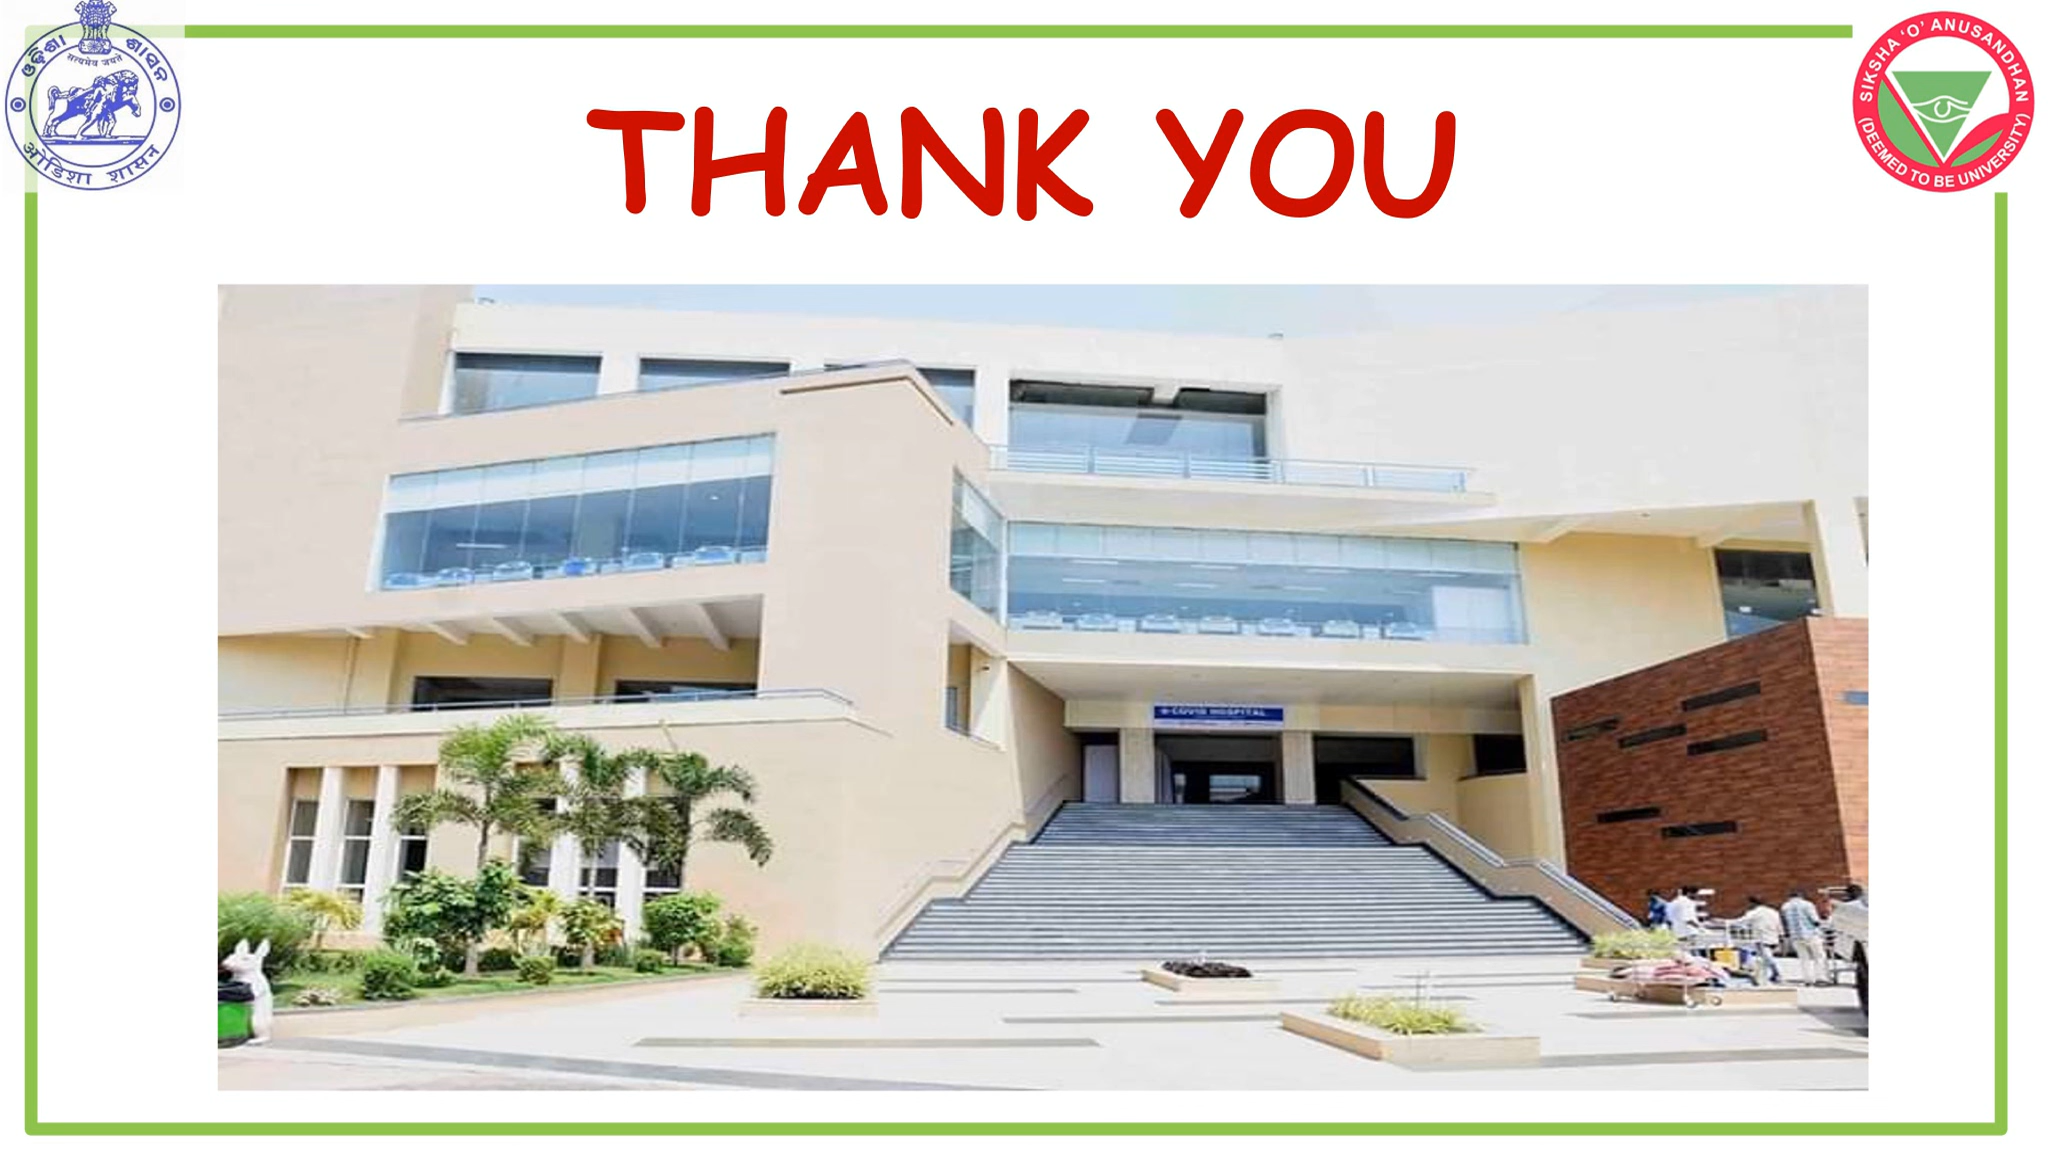 ଓଡ଼ିଶା ଶାସନ
सत्यमेव जयते
ओडिशा शासन
SIKSHA 'O' ANUSANDHAN
(DEEMED TO BE UNIVERSITY)
THANK YOU
COVID HOSPITAL